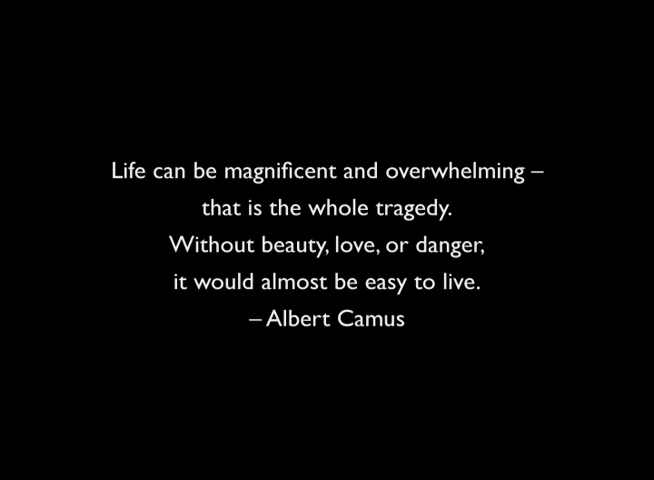 Life can be magnificent and overwhelming –
that is the whole tragedy.
Without beauty, love, or danger,
it would almost be easy to live.
– Albert Camus